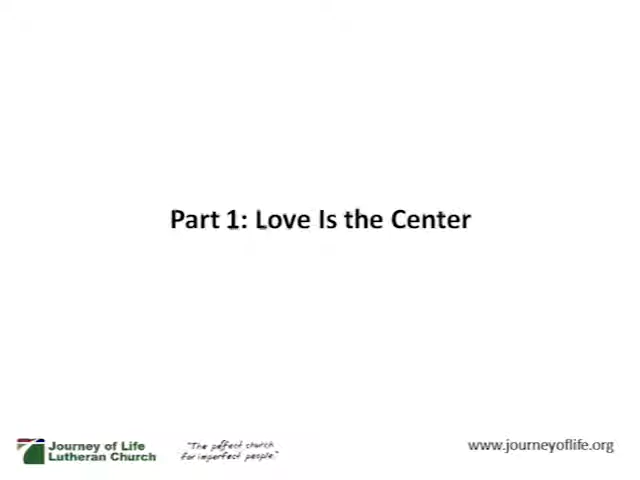 Part 1: Love Is the Center
Journey of Life
Lutheran Church
"The perfect church
for imperfect people."
www.journeyoflife.org